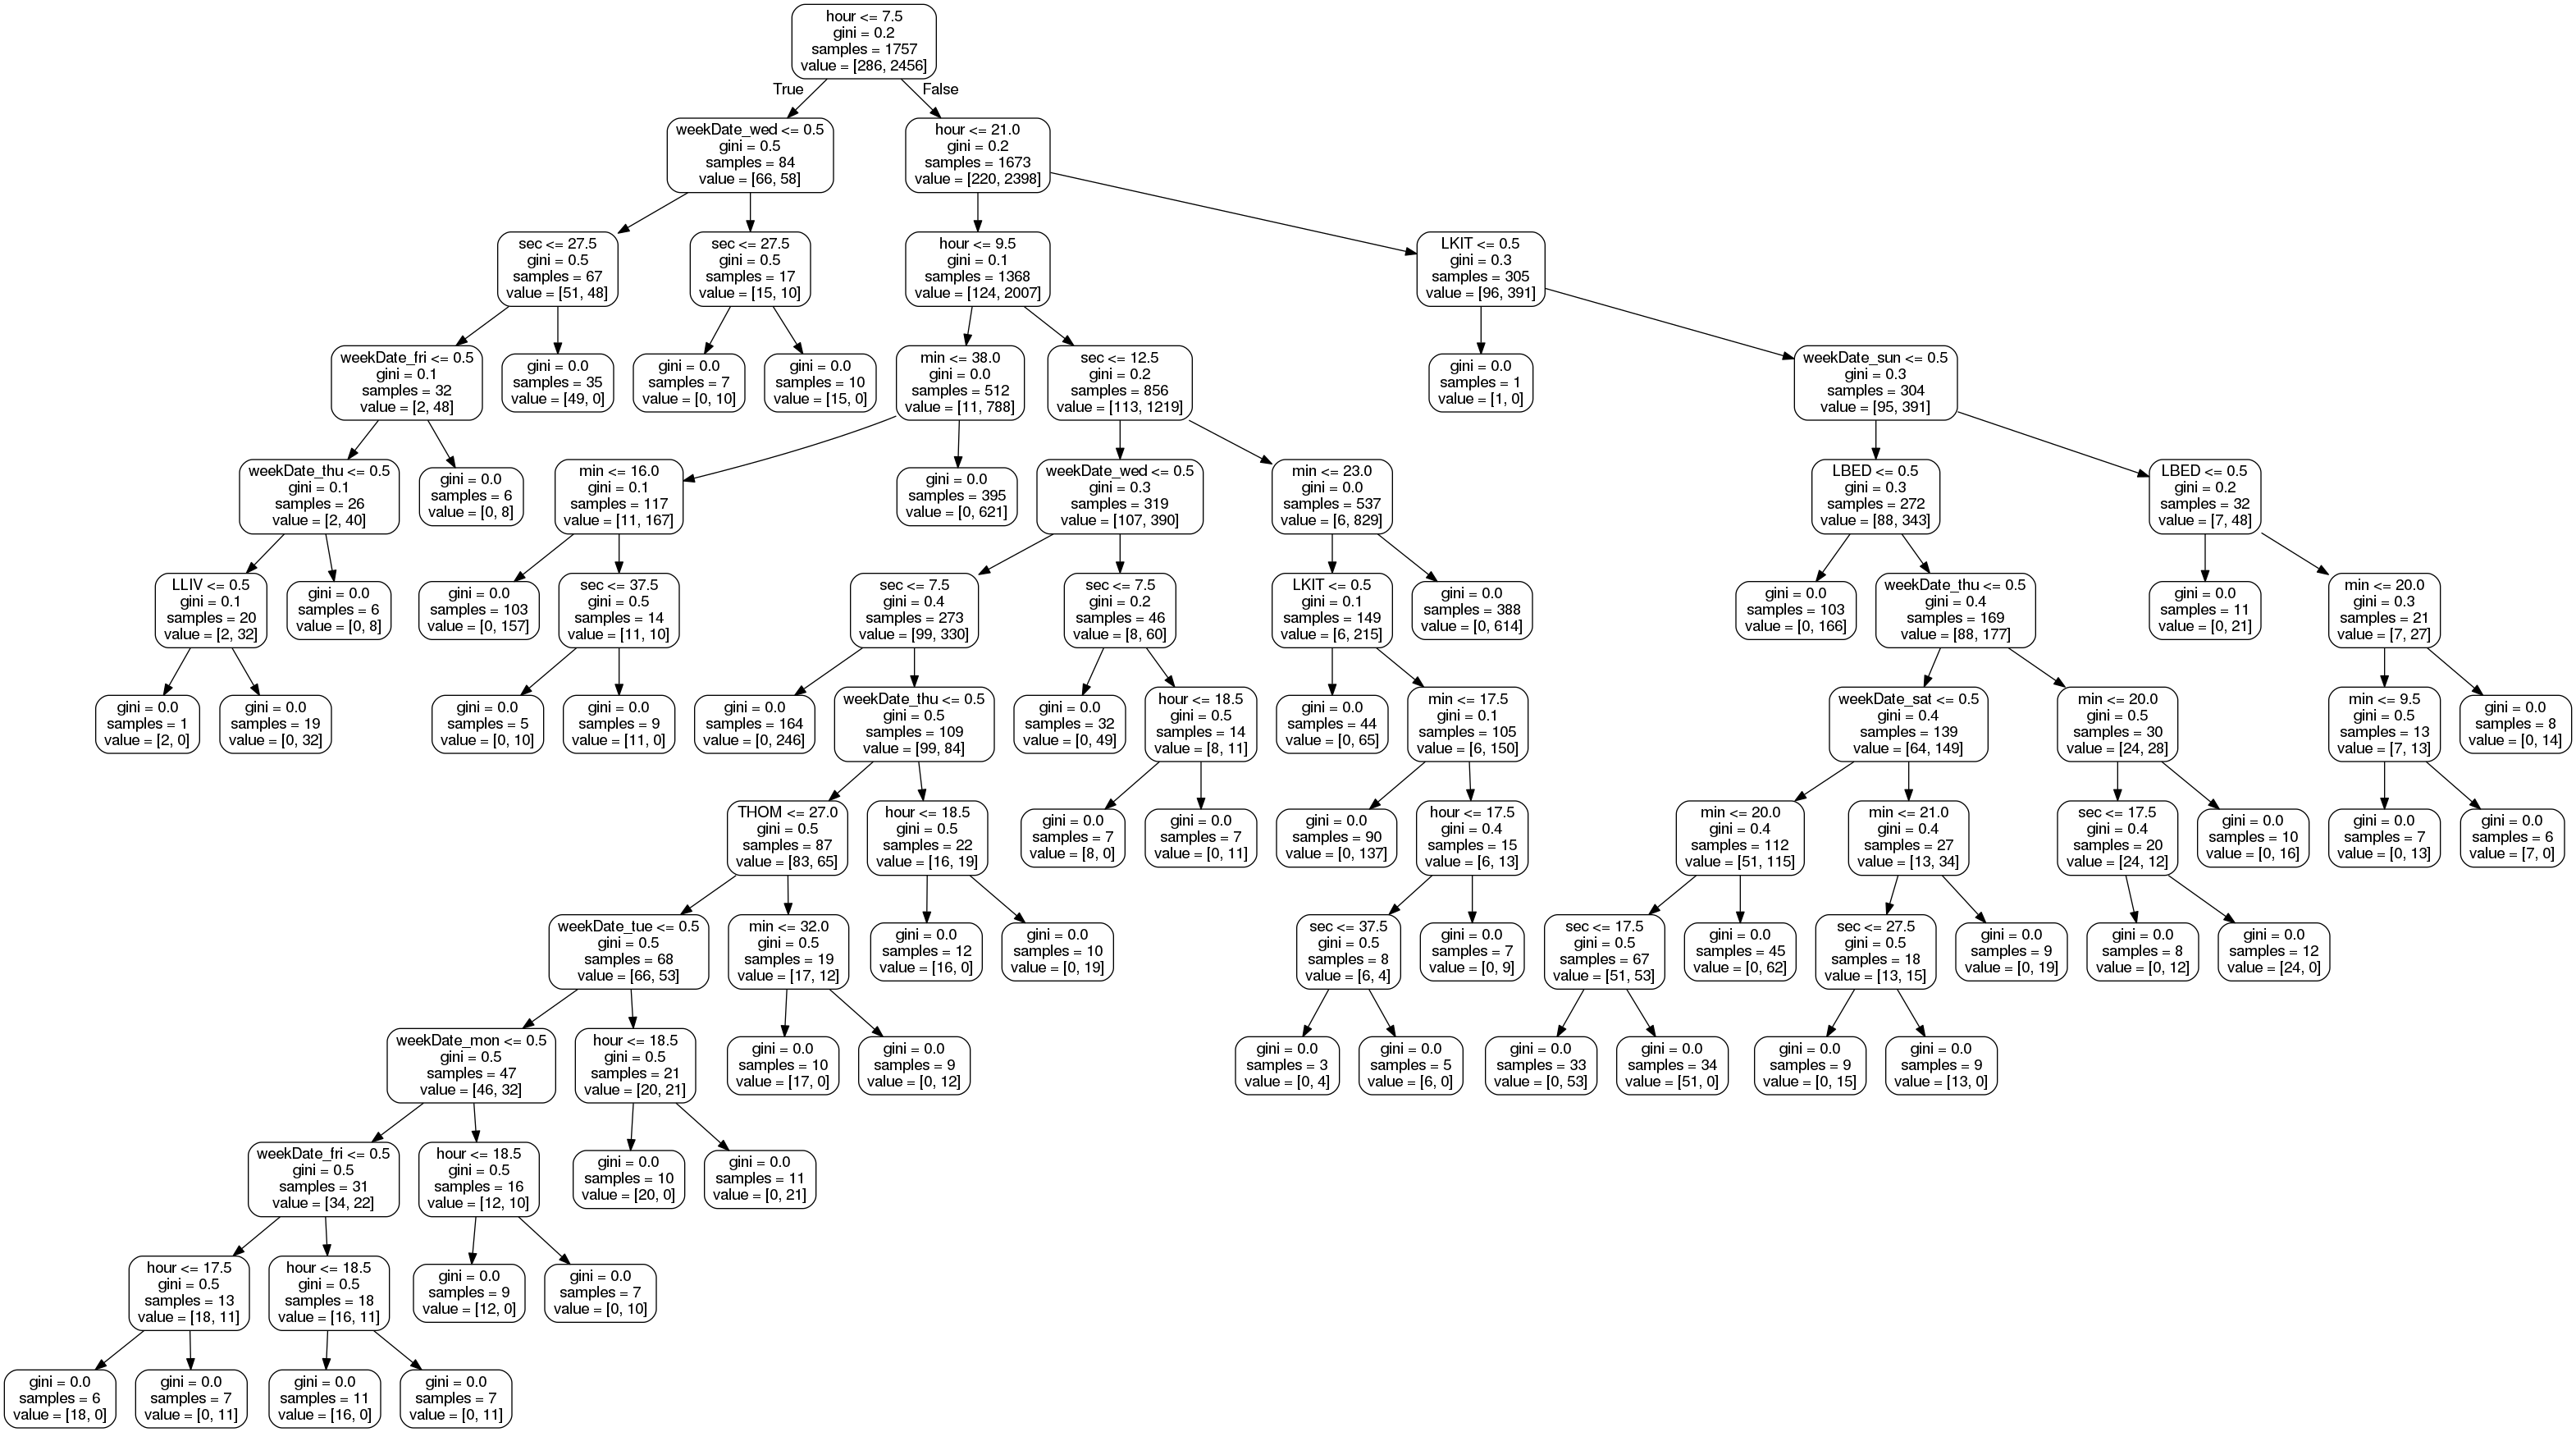 hour <= 7.5
gini = 0.2
samples = 1757
value = [286, 2456]
True
False
weekDate_wed <= 0.5
gini = 0.5
samples = 84
value = [66, 58]
hour <= 21.0
gini = 0.2
samples = 1673
value = [220, 2398]
sec <= 27.5
gini = 0.5
samples = 67
value = [51, 48]
sec <= 27.5
gini = 0.5
samples = 17
value = [15, 10]
hour <= 9.5
gini = 0.1
samples = 1368
value = [124, 2007]
LKIT <= 0.5
gini = 0.3
samples = 305
value = [96, 391]
weekDate_fri <= 0.5
gini = 0.1
samples = 32
value = [2, 48]
gini = 0.0
samples = 35
value = [49, 0]
gini = 0.0
samples = 7
value = [0, 10]
gini = 0.0
samples = 10
value = [15, 0]
min <= 38.0
gini = 0.0
samples = 512
value = [11, 788]
sec <= 12.5
gini = 0.2
samples = 856
value = [113, 1219]
gini = 0.0
samples = 1
value = [1, 0]
weekDate_sun <= 0.5
gini = 0.3
samples = 304
value = [95, 391]
weekDate_thu <= 0.5
gini = 0.1
samples = 26
value = [2, 40]
gini = 0.0
samples = 6
value = [0, 8]
min <= 16.0
gini = 0.1
samples = 117
value = [11, 167]
gini = 0.0
samples = 395
value = [0, 621]
weekDate_wed <= 0.5
gini = 0.3
samples = 319
value = [107, 390]
min <= 23.0
gini = 0.0
samples = 537
value = [6, 829]
LBED <= 0.5
gini = 0.3
samples = 272
value = [88, 343]
LBED <= 0.5
gini = 0.2
samples = 32
value = [7, 48]
LLIV <= 0.5
gini = 0.1
samples = 20
value = [2, 32]
gini = 0.0
samples = 6
value = [0, 8]
gini = 0.0
samples = 103
value = [0, 157]
sec <= 37.5
gini = 0.5
samples = 14
value = [11, 10]
sec <= 7.5
gini = 0.4
samples = 273
value = [99, 330]
sec <= 7.5
gini = 0.2
samples = 46
value = [8, 60]
LKIT <= 0.5
gini = 0.1
samples = 149
value = [6, 215]
gini = 0.0
samples = 388
value = [0, 614]
gini = 0.0
samples = 103
value = [0, 166]
weekDate_thu <= 0.5
gini = 0.4
samples = 169
value = [88, 177]
gini = 0.0
samples = 11
value = [0, 21]
min <= 20.0
gini = 0.3
samples = 21
value = [7, 27]
gini = 0.0
samples = 1
value = [2, 0]
gini = 0.0
samples = 19
value = [0, 32]
gini = 0.0
samples = 5
value = [0, 10]
gini = 0.0
samples = 9
value = [11, 0]
gini = 0.0
samples = 164
value = [0, 246]
weekDate_thu <= 0.5
gini = 0.5
samples = 109
value = [99, 84]
gini = 0.0
samples = 32
value = [0, 49]
hour <= 18.5
gini = 0.5
samples = 14
value = [8, 11]
gini = 0.0
samples = 44
value = [0, 65]
min <= 17.5
gini = 0.1
samples = 105
value = [6, 150]
weekDate_sat <= 0.5
gini = 0.4
samples = 139
value = [64, 149]
min <= 20.0
gini = 0.5
samples = 30
value = [24, 28]
min <= 9.5
gini = 0.5
samples = 13
value = [7, 13]
gini = 0.0
samples = 8
value = [0, 14]
THOM <= 27.0
gini = 0.5
samples = 87
value = [83, 65]
hour <= 18.5
gini = 0.5
samples = 22
value = [16, 19]
gini = 0.0
samples = 7
value = [8, 0]
gini = 0.0
samples = 7
value = [0, 11]
gini = 0.0
samples = 90
value = [0, 137]
hour <= 17.5
gini = 0.4
samples = 15
value = [6, 13]
min <= 20.0
gini = 0.4
samples = 112
value = [51, 115]
min <= 21.0
gini = 0.4
samples = 27
value = [13, 34]
sec <= 17.5
gini = 0.4
samples = 20
value = [24, 12]
gini = 0.0
samples = 10
value = [0, 16]
gini = 0.0
samples = 7
value = [0, 13]
gini = 0.0
samples = 6
value = [7, 0]
weekDate_tue <= 0.5
gini = 0.5
samples = 68
value = [66, 53]
min <= 32.0
gini = 0.5
samples = 19
value = [17, 12]
gini = 0.0
samples = 12
value = [16, 0]
gini = 0.0
samples = 10
value = [0, 19]
sec <= 37.5
gini = 0.5
samples = 8
value = [6, 4]
gini = 0.0
samples = 7
value = [0, 9]
sec <= 17.5
gini = 0.5
samples = 67
value = [51, 53]
gini = 0.0
samples = 45
value = [0, 62]
sec <= 27.5
gini = 0.5
samples = 18
value = [13, 15]
gini = 0.0
samples = 9
value = [0, 19]
gini = 0.0
samples = 8
value = [0, 12]
gini = 0.0
samples = 12
value = [24, 0]
weekDate_mon <= 0.5
gini = 0.5
samples = 47
value = [46, 32]
hour <= 18.5
gini = 0.5
samples = 21
value = [20, 21]
gini = 0.0
samples = 10
value = [17, 0]
gini = 0.0
samples = 9
value = [0, 12]
gini = 0.0
samples = 3
value = [0, 4]
gini = 0.0
samples = 5
value = [6, 0]
gini = 0.0
samples = 33
value = [0, 53]
gini = 0.0
samples = 34
value = [51, 0]
gini = 0.0
samples = 9
value = [0, 15]
gini = 0.0
samples = 9
value = [13, 0]
weekDate_fri <= 0.5
gini = 0.5
samples = 31
value = [34, 22]
hour <= 18.5
gini = 0.5
samples = 16
value = [12, 10]
gini = 0.0
samples = 10
value = [20, 0]
gini = 0.0
samples = 11
value = [0, 21]
hour <= 17.5
gini = 0.5
samples = 13
value = [18, 11]
hour <= 18.5
gini = 0.5
samples = 18
value = [16, 11]
gini = 0.0
samples = 9
value = [12, 0]
gini = 0.0
samples = 7
value = [0, 10]
gini = 0.0
samples = 6
value = [18, 0]
gini = 0.0
samples = 7
value = [0, 11]
gini = 0.0
samples = 11
value = [16, 0]
gini = 0.0
samples = 7
value = [0, 11]